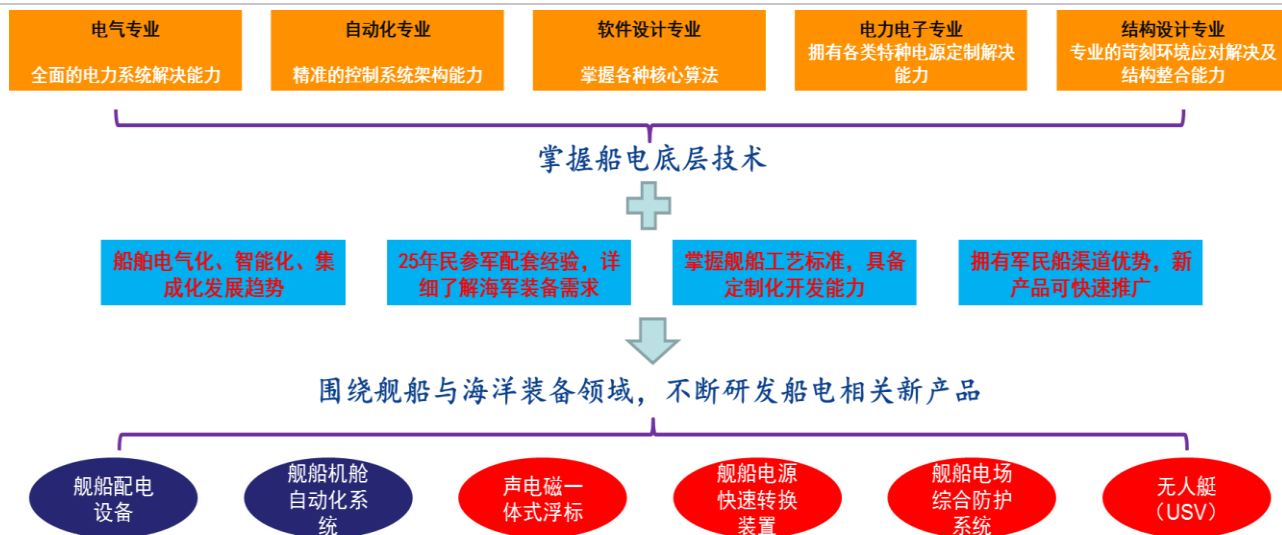 电气专业
全面的电力系统解决能力
自动化专业
精准的控制系统架构能力
软件设计专业
掌握各种核心算法
电力电子专业
拥有各类特种电源定制解决
能力
结构设计专业
专业的苛刻环境应对解决及
结构整合能力
掌握船电底层技术
船舶电气化、智能化、集
成化发展趋势
25年民参军配套经验，详
细了解海军装备需求
掌握舰船工艺标准，具备
定制化开发能力
拥有军民船渠道优势，新
产品可快速推广
围绕舰船与海洋装备领域，不断研发船电相关新产品
舰船配电
设备
舰船机舱
自动化系
统
声电磁一
体式浮标
舰船电源
快速转换
装置
舰船电场
综合防护
系统
无人艇
（USV）